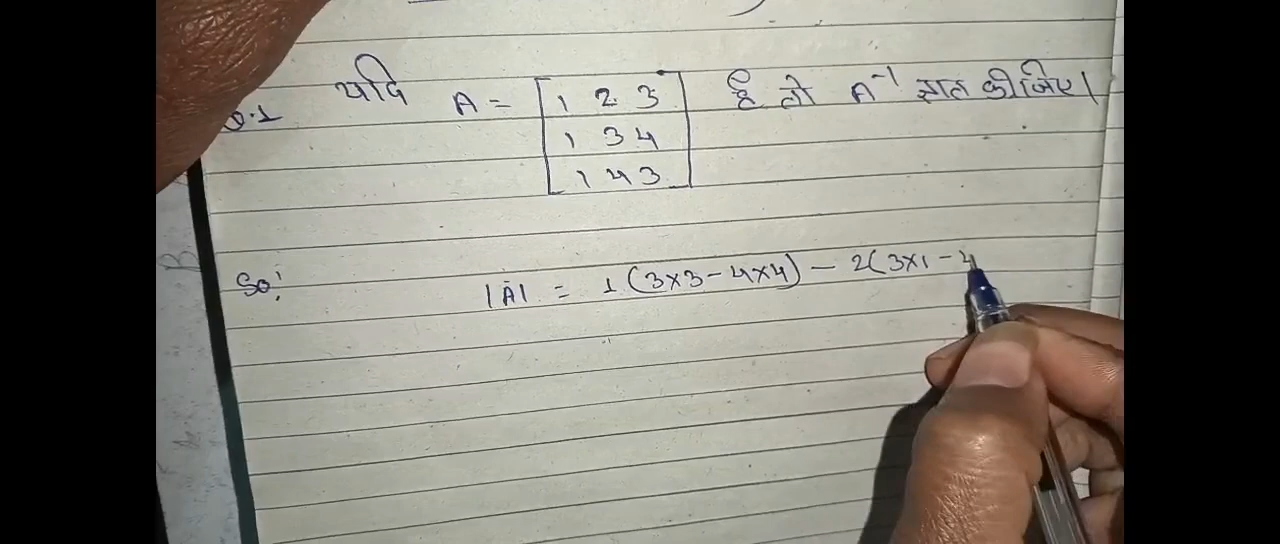 Q.1 यदि A = [1 2 3 है तो A⁻¹ ज्ञात कीजिए।
1 3 4
1 4 3]
So!
|A| = 1(3×3-4×4) - 2(3×1-4